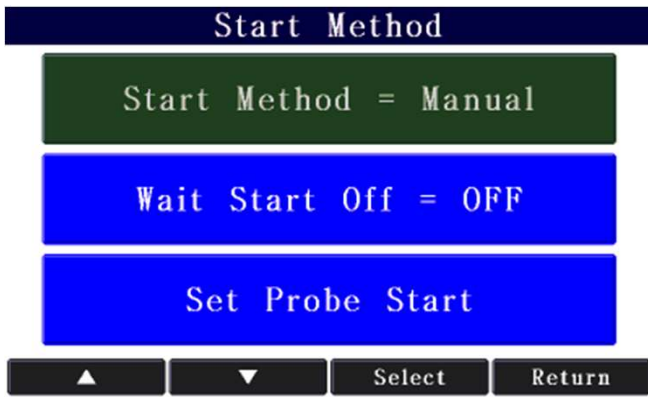 Start Method
Start Method = Manual
Wait Start Off = OFF
Set Probe Start
▲ ▼ Select Return